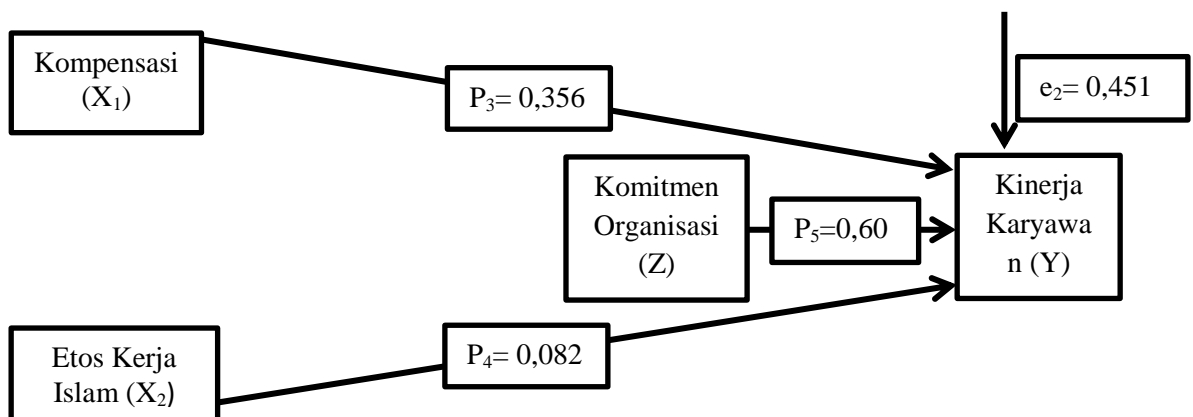 Kompensasi
(X₁)
P₃= 0,356
e₂= 0,451
Komitmen
Organisasi
(Z)
P₅=0,60
Kinerja
Karyawa
n (Y)
P₄= 0,082
Etos Kerja
Islam (X₂)